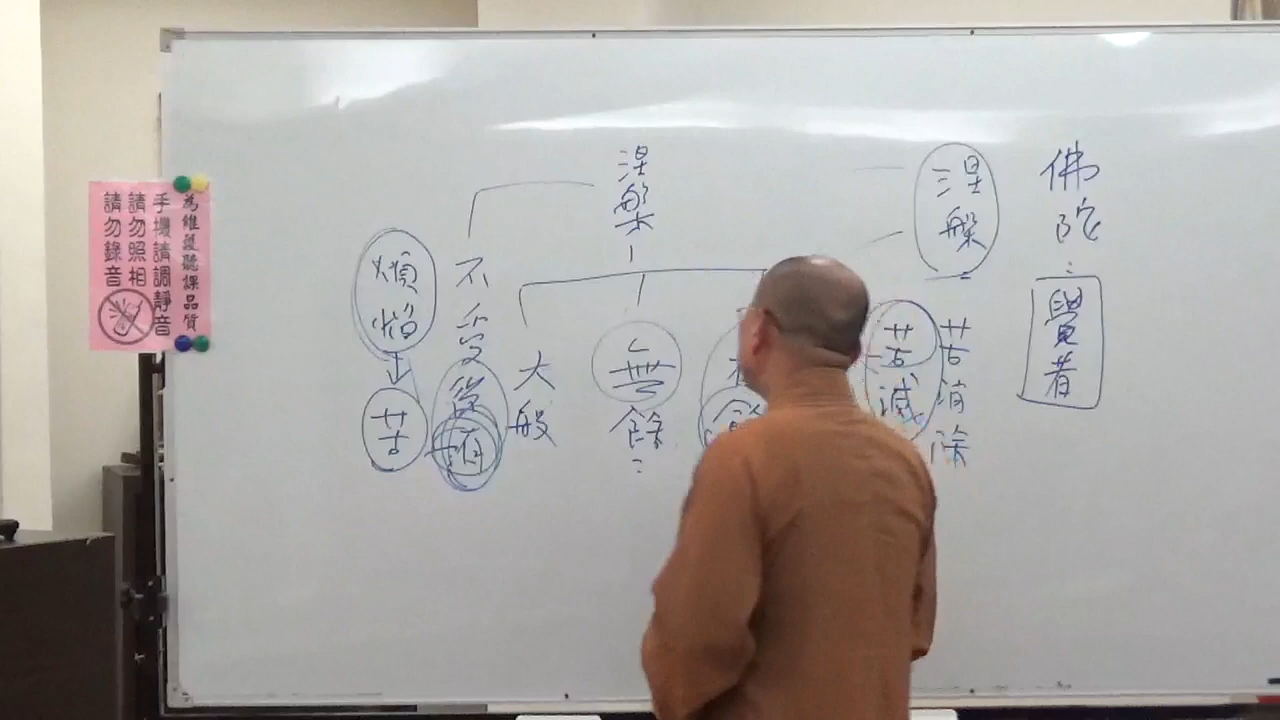 佛陀：
覺者
涅槃
苦消除
苦滅
涅槃
無餘：
大般
不受後有
煩惱
苦
為維護聽課品質
手機請調靜音
請勿照相
請勿錄音